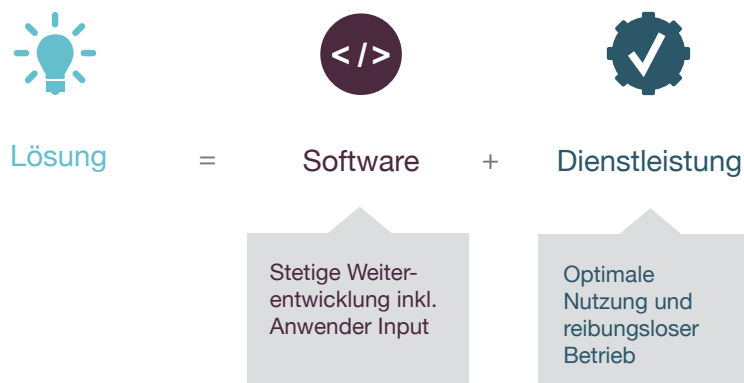 </>
Lösung = Software + Dienstleistung
Stetige Weiter-
entwicklung inkl.
Anwender Input
Optimale
Nutzung und
reibungsloser
Betrieb